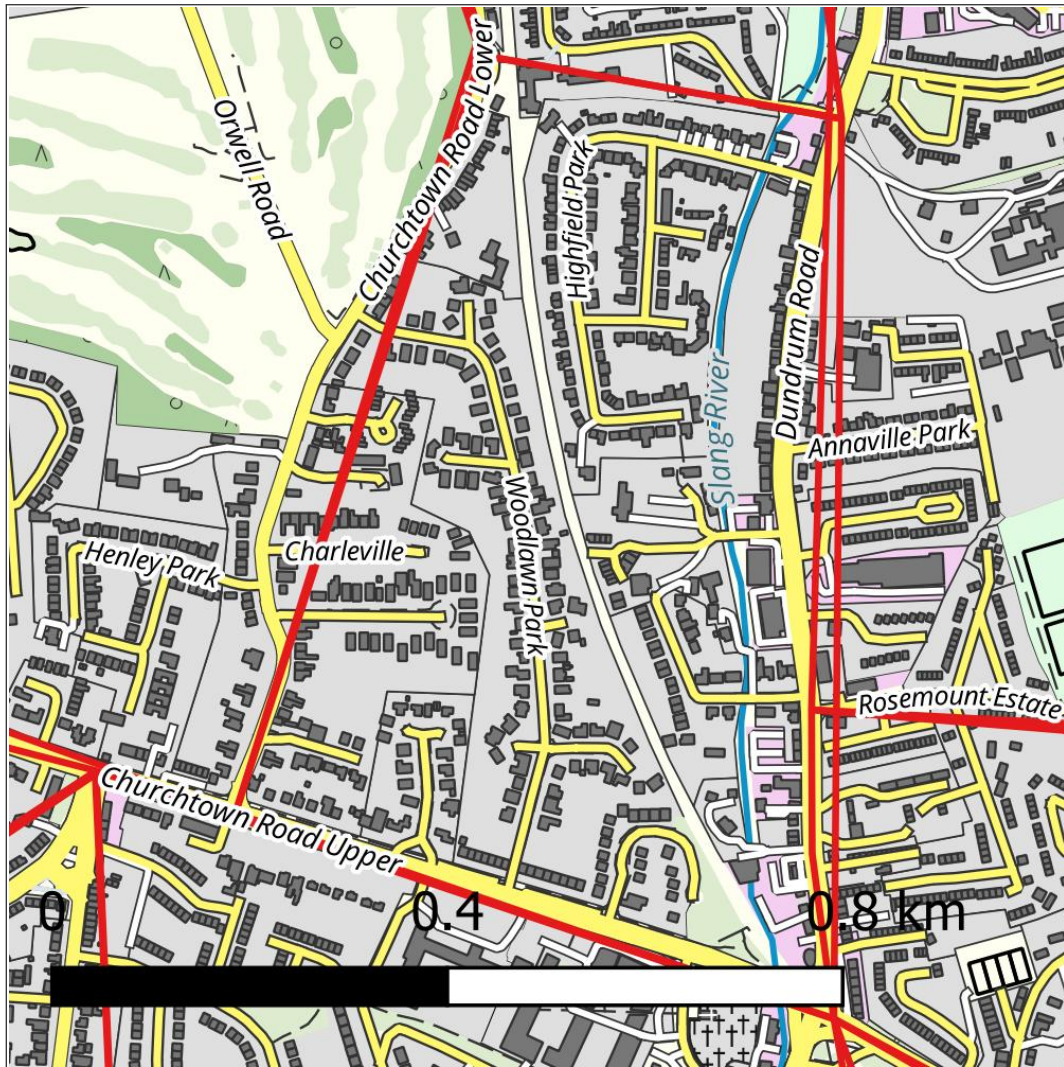 Churchtown Road Lower
Orwell Road
Highfield Park
Dundrum Road
Slang River
Annaville Park
Woodlawn Park
Charleville
Henley Park
Rosemount Estate
Churchtown Road Upper
0 0.4 0.8 km